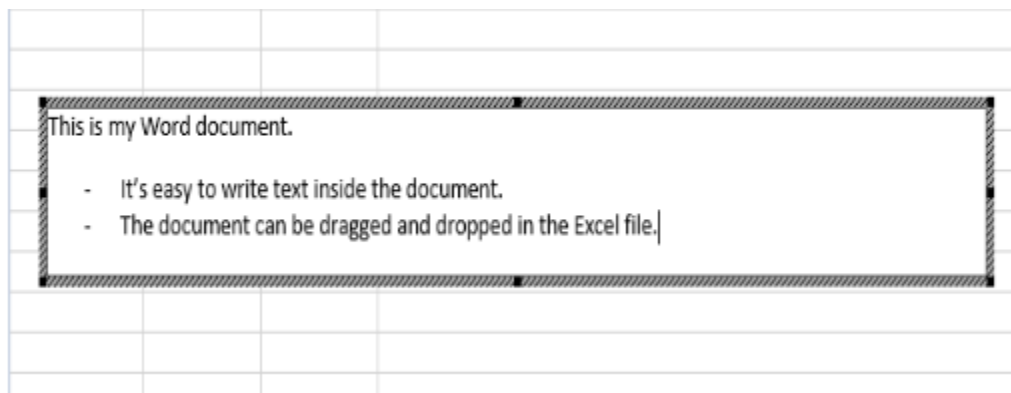 This is my Word document.
- It's easy to write text inside the document.
- The document can be dragged and dropped in the Excel file.